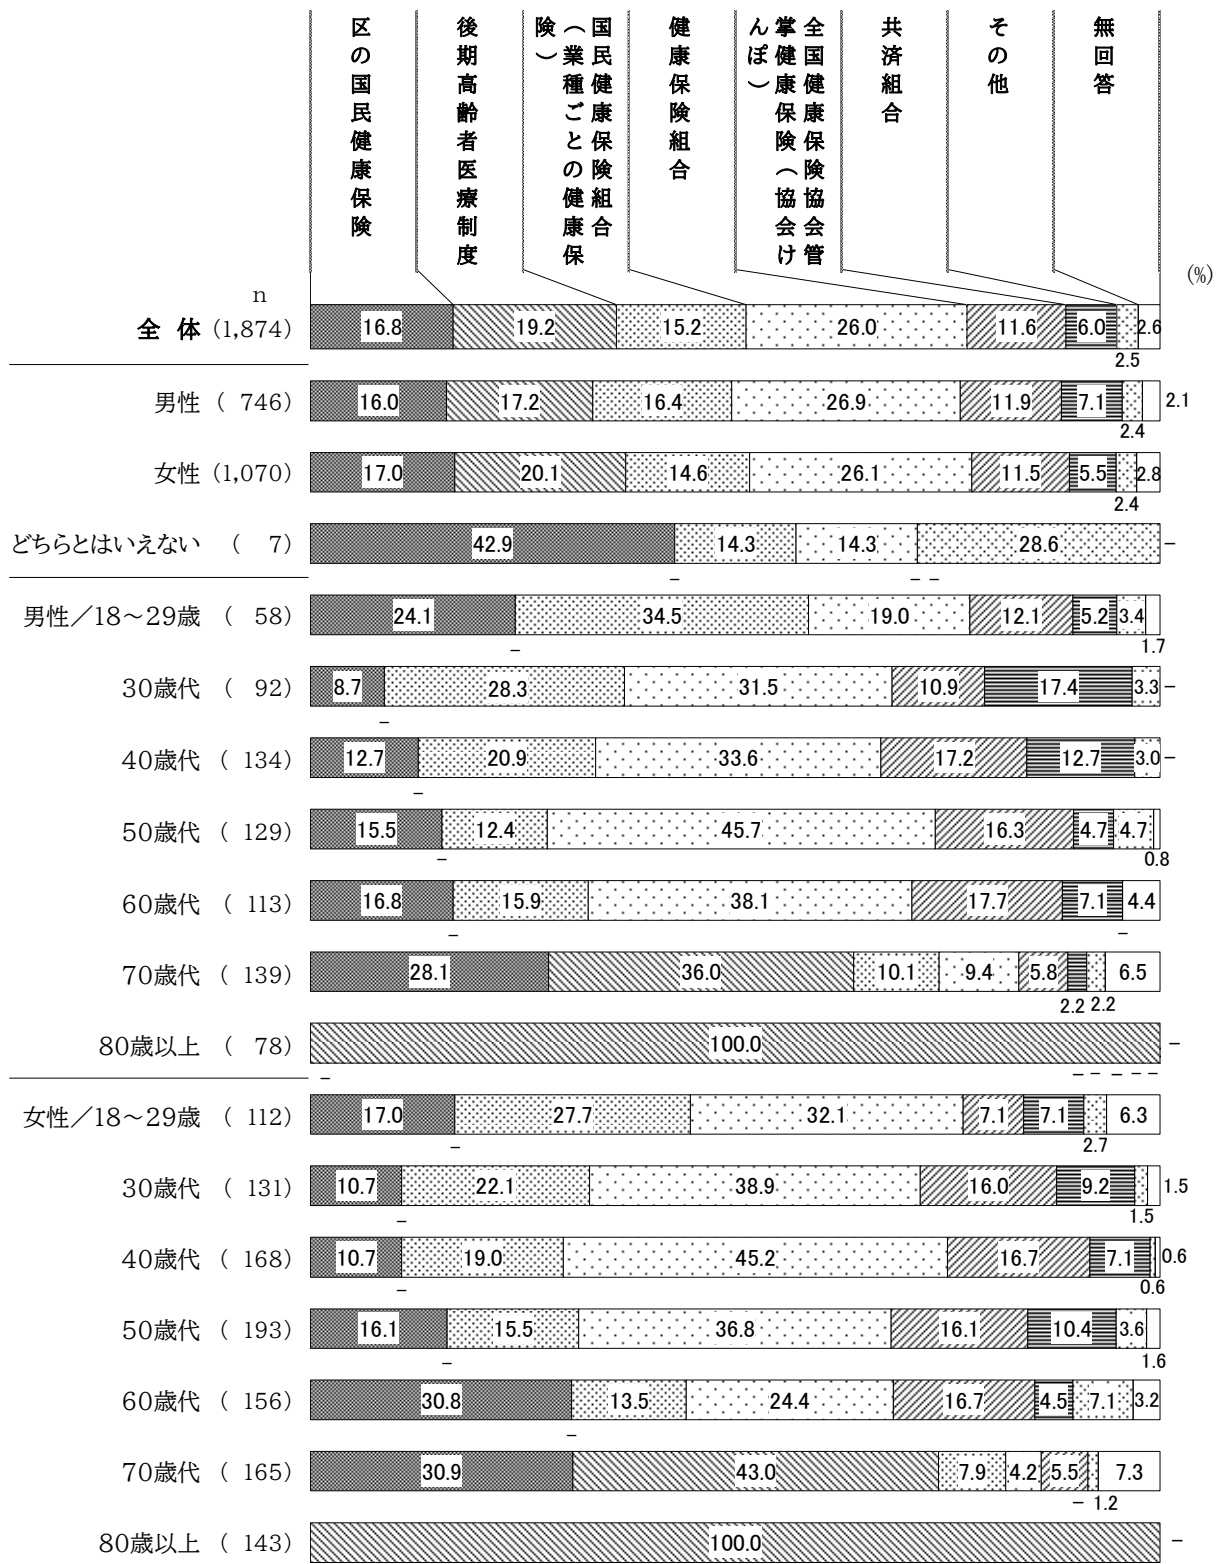 区の国民健康保険
後期高齢者医療制度
国民健康保険組合
（業種ごとの健康保
険）
健康保険組合
全国健康保険協会管
掌健康保険（協会け
んぽ）
共済組合
その他
無回答
(%)
n
全 体 (1,874) 16.8 19.2 15.2 26.0 11.6 6.0 2.6
2.5
男性 ( 746) 16.0 17.2 16.4 26.9 11.9 7.1 2.1
2.4
女性 (1,070) 17.0 20.1 14.6 26.1 11.5 5.5 2.8
2.4
どちらとはいえない ( 7) 42.9 14.3 14.3 28.6 −
− − −
男性／18～29歳 ( 58) 24.1 34.5 19.0 12.1 5.2 3.4
− 1.7
30歳代 ( 92) 8.7 28.3 31.5 10.9 17.4 3.3 −
−
40歳代 ( 134) 12.7 20.9 33.6 17.2 12.7 3.0 −
−
50歳代 ( 129) 15.5 12.4 45.7 16.3 4.7 4.7
− 0.8
60歳代 ( 113) 16.8 15.9 38.1 17.7 7.1 4.4
− −
70歳代 ( 139) 28.1 36.0 10.1 9.4 5.8 6.5
2.2 2.2
80歳以上 ( 78) 100.0 −
− − − − − −
女性／18～29歳 ( 112) 17.0 27.7 32.1 7.1 7.1 6.3
− 2.7
30歳代 ( 131) 10.7 22.1 38.9 16.0 9.2 1.5
− 1.5
40歳代 ( 168) 10.7 19.0 45.2 16.7 7.1 0.6
− 0.6
50歳代 ( 193) 16.1 15.5 36.8 16.1 10.4 3.6
− 1.6
60歳代 ( 156) 30.8 13.5 24.4 16.7 4.5 7.1 3.2
−
70歳代 ( 165) 30.9 43.0 7.9 4.2 5.5 7.3
− 1.2
80歳以上 ( 143) 100.0 −